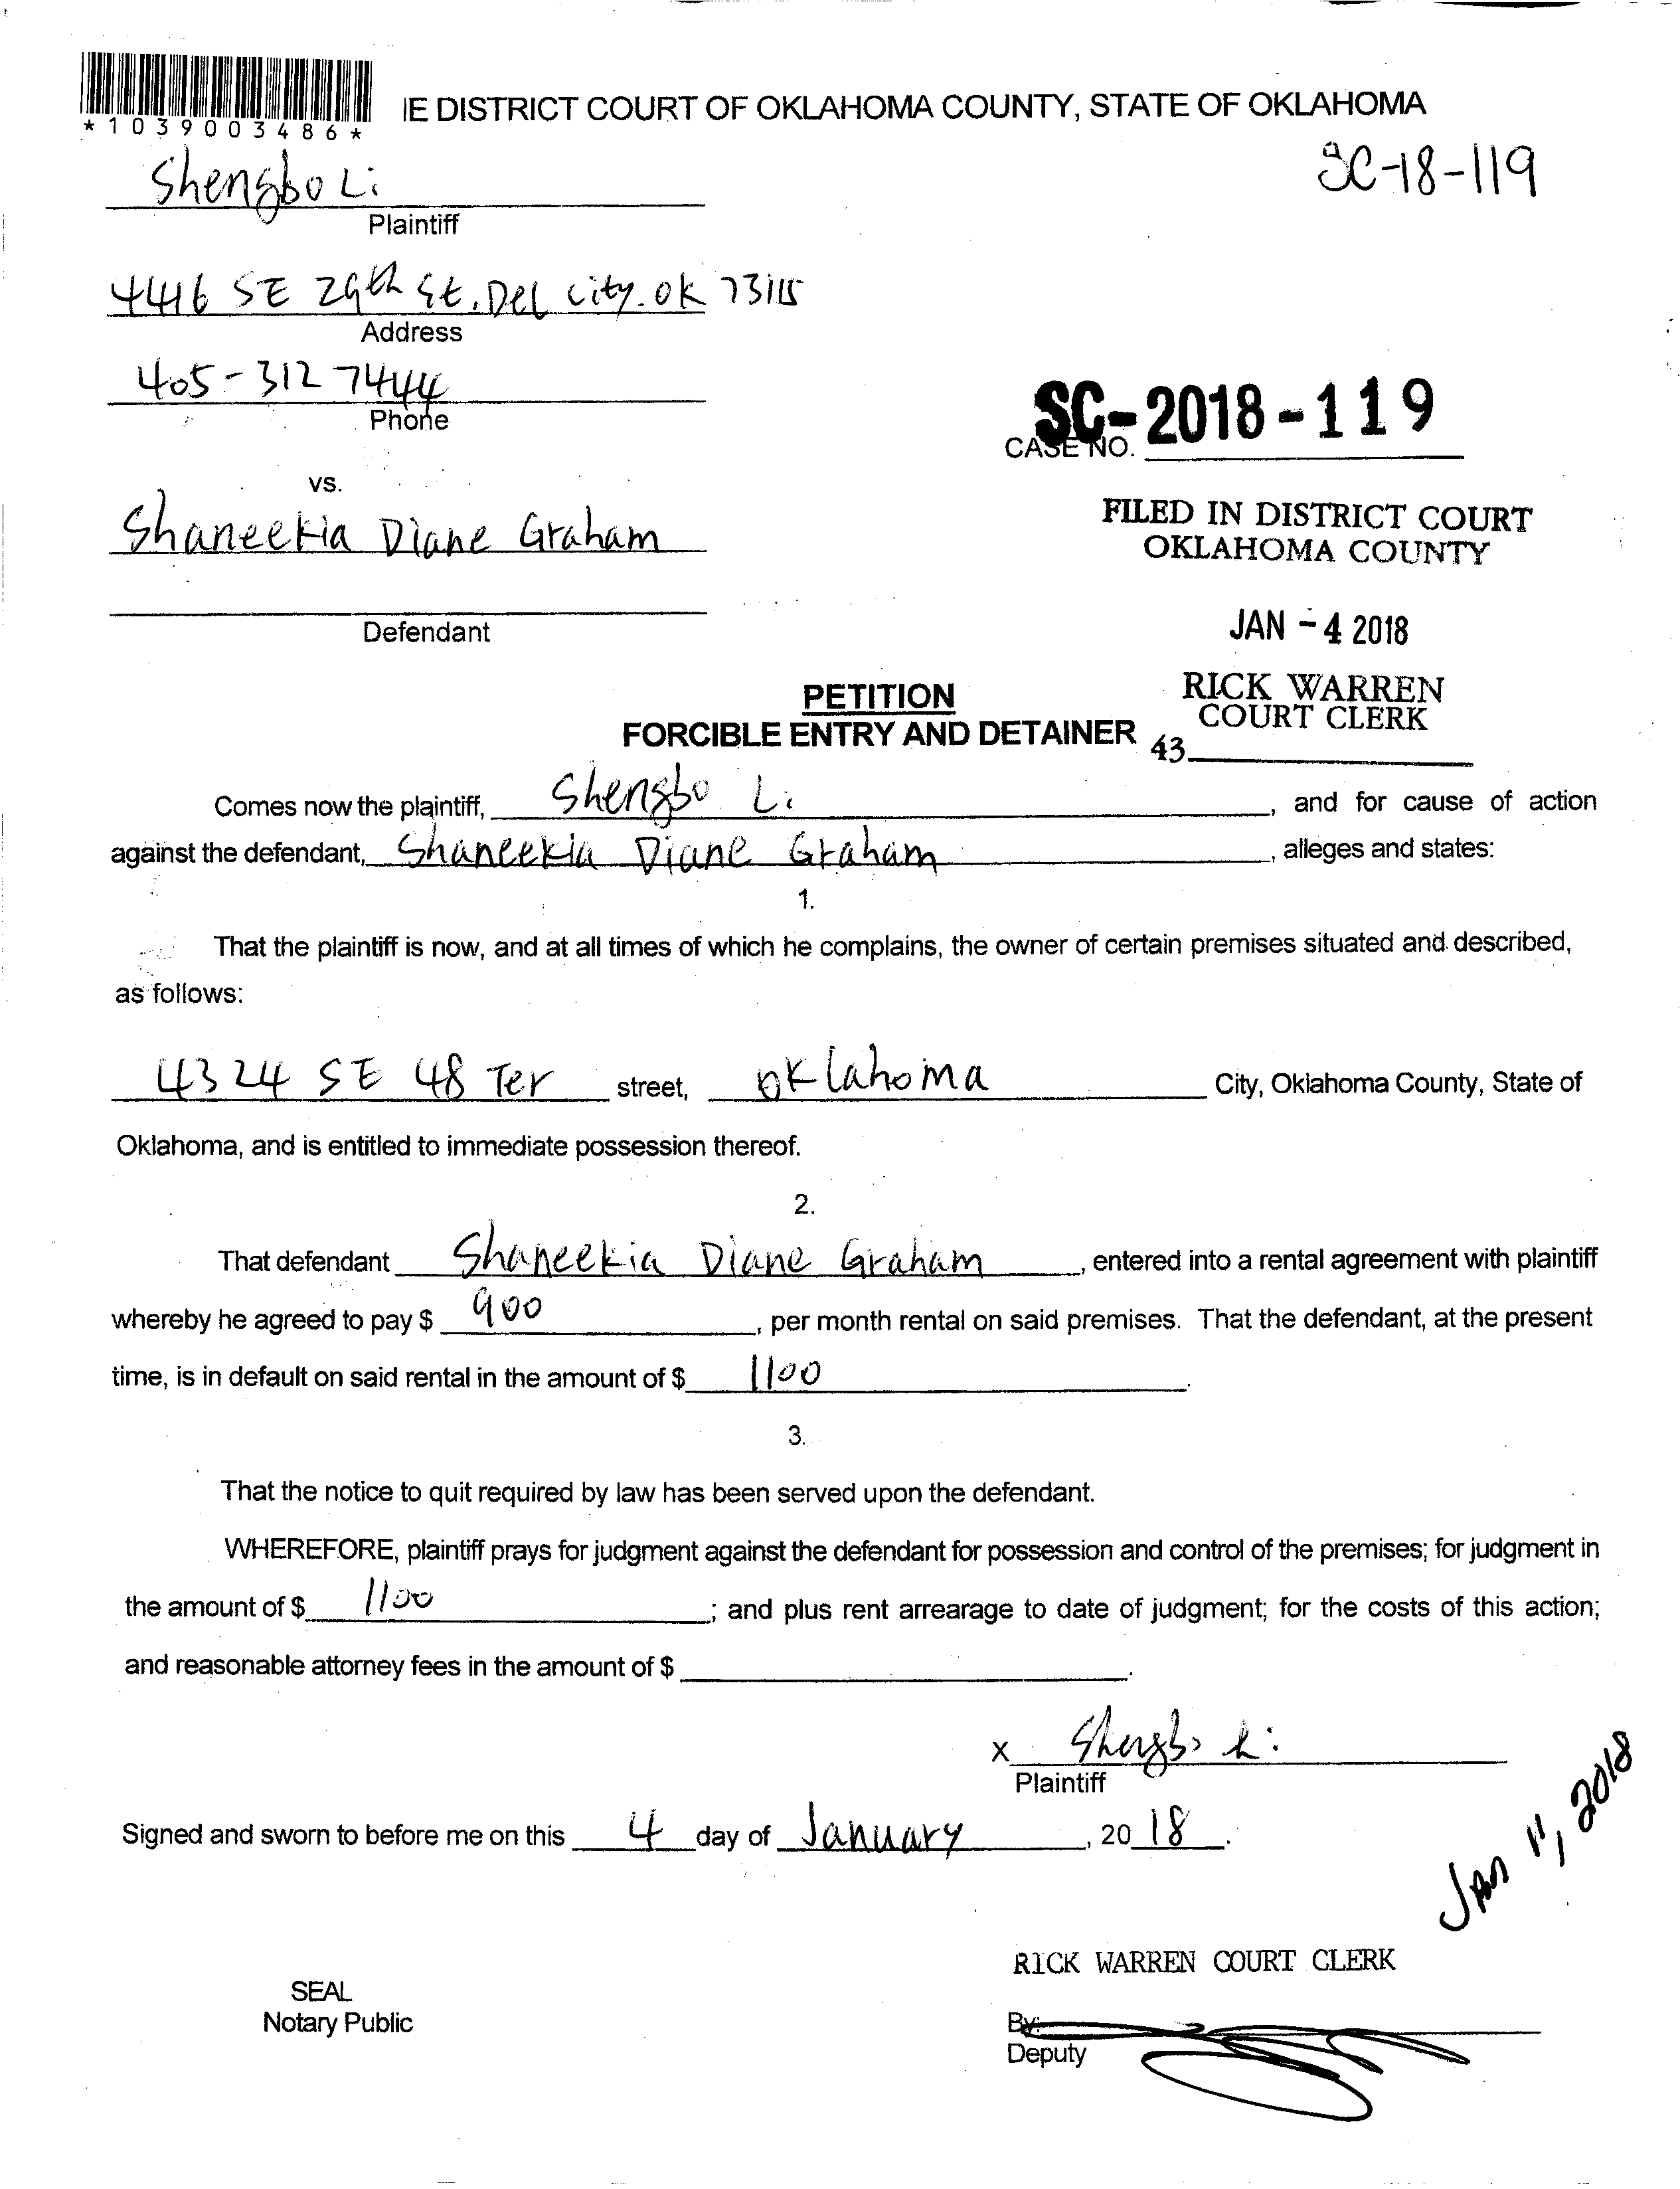 *1039003486*
IE DISTRICT COURT OF OKLAHOMA COUNTY, STATE OF OKLAHOMA
SC-18-119
Shengbo Li
Plaintiff
4416 SE 29th St. Del City. OK 73115
Address
405-312 7444
Phone
SC-2018-119
CASE NO.
vs.
Shaneekia Diane Graham
Defendant
FILED IN DISTRICT COURT
OKLAHOMA COUNTY
JAN -4 2018
RICK WARREN
COURT CLERK
43
PETITION
FORCIBLE ENTRY AND DETAINER
Comes now the plaintiff, Shengbo Li, and for cause of action
against the defendant, Shaneekia Diane Graham, alleges and states:
1.
That the plaintiff is now, and at all times of which he complains, the owner of certain premises situated and described,
as follows:
4324 SE 48 Ter street, oklahoma City, Oklahoma County, State of
Oklahoma, and is entitled to immediate possession thereof.
2.
That defendant Shaneekia Diane Graham, entered into a rental agreement with plaintiff
whereby he agreed to pay $ 900, per month rental on said premises. That the defendant, at the present
time, is in default on said rental in the amount of $ 1100.
3.
That the notice to quit required by law has been served upon the defendant.
WHEREFORE, plaintiff prays for judgment against the defendant for possession and control of the premises; for judgment in
the amount of $ 1100; and plus rent arrearage to date of judgment; for the costs of this action;
and reasonable attorney fees in the amount of $ .
X Shengbo Li
Plaintiff
Signed and sworn to before me on this 4 day of January, 20 18.
Jan 11, 2018
RICK WARREN COURT CLERK
SEAL
Notary Public
By:
Deputy